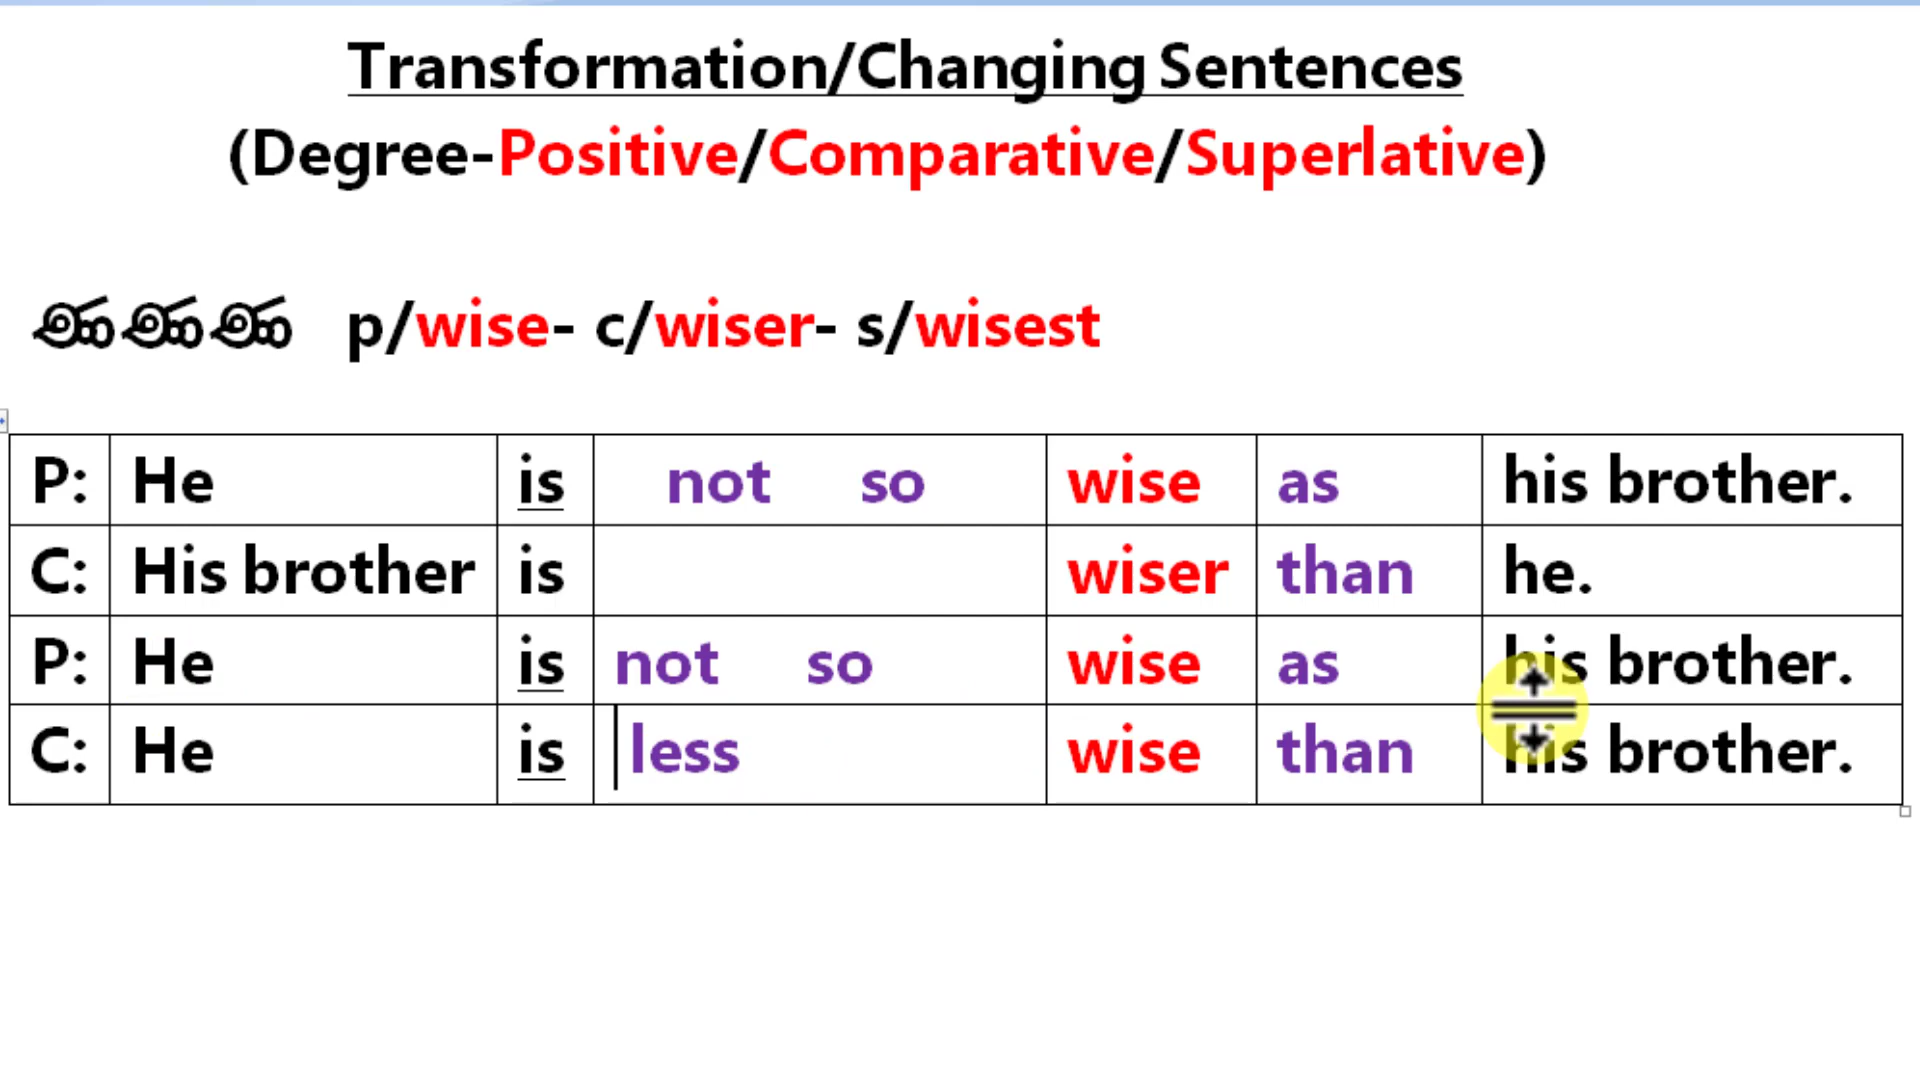 Transformation/Changing Sentences
(Degree-Positive/Comparative/Superlative)
p/wise- c/wiser- s/wisest
P: He is not so wise as his brother.
C: His brother is wiser than he.
P: He is not so wise as his brother.
C: He is less wise than his brother.